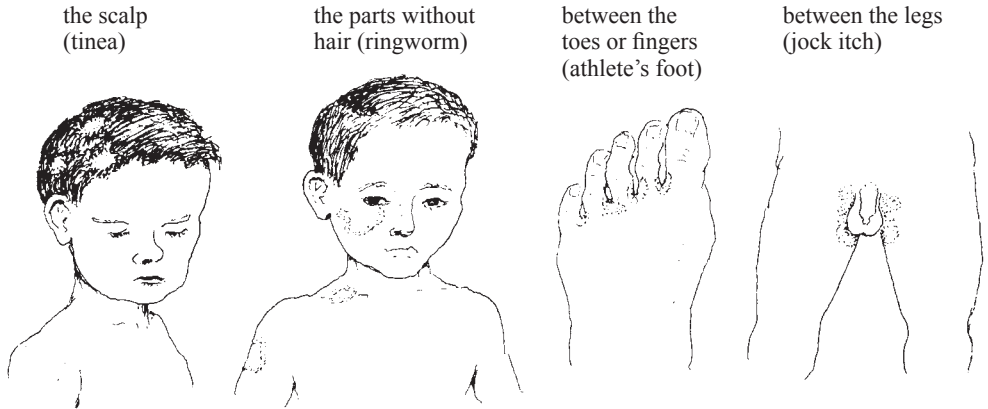 the scalp
(tinea)
the parts without
hair (ringworm)
between the
toes or fingers
(athlete’s foot)
between the legs
(jock itch)